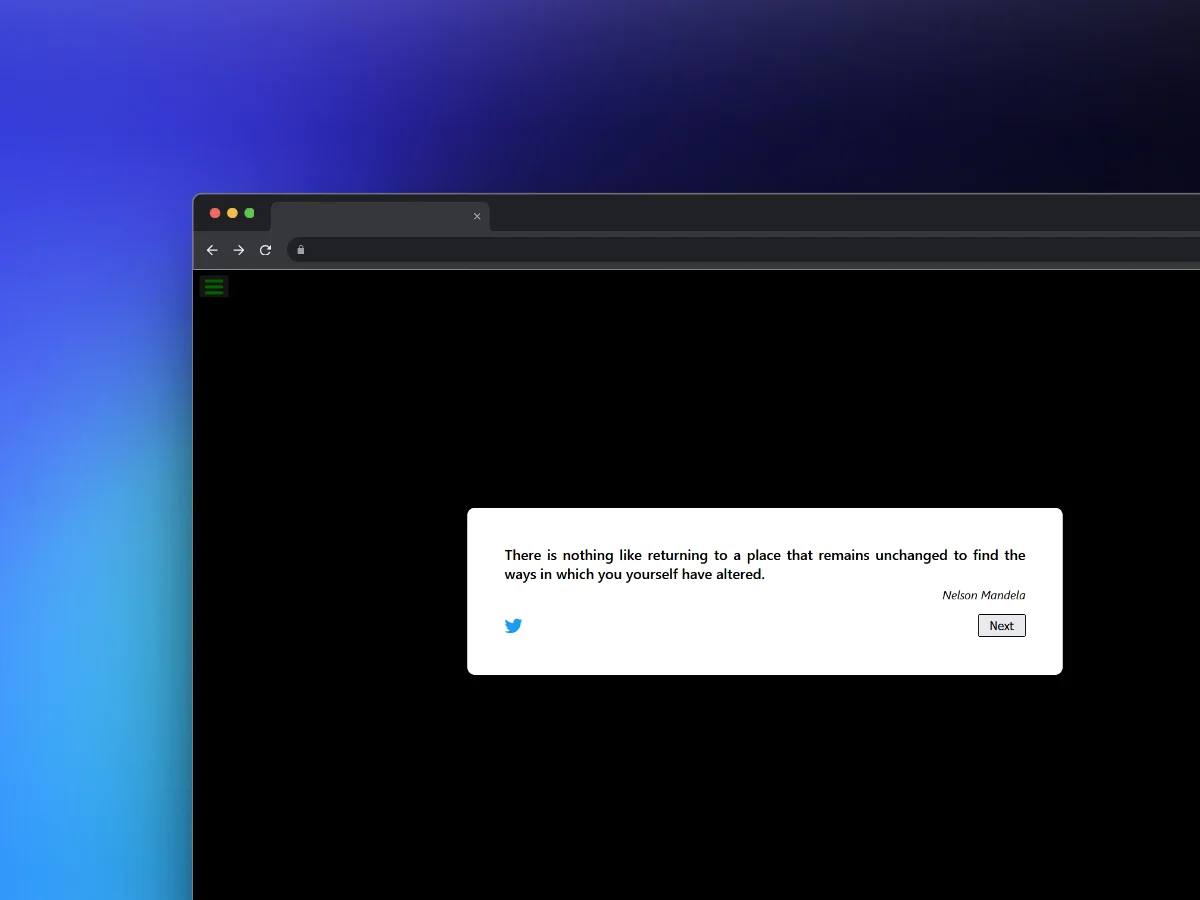 There is nothing like returning to a place that remains unchanged to find the
ways in which you yourself have altered.
Nelson Mandela
Next